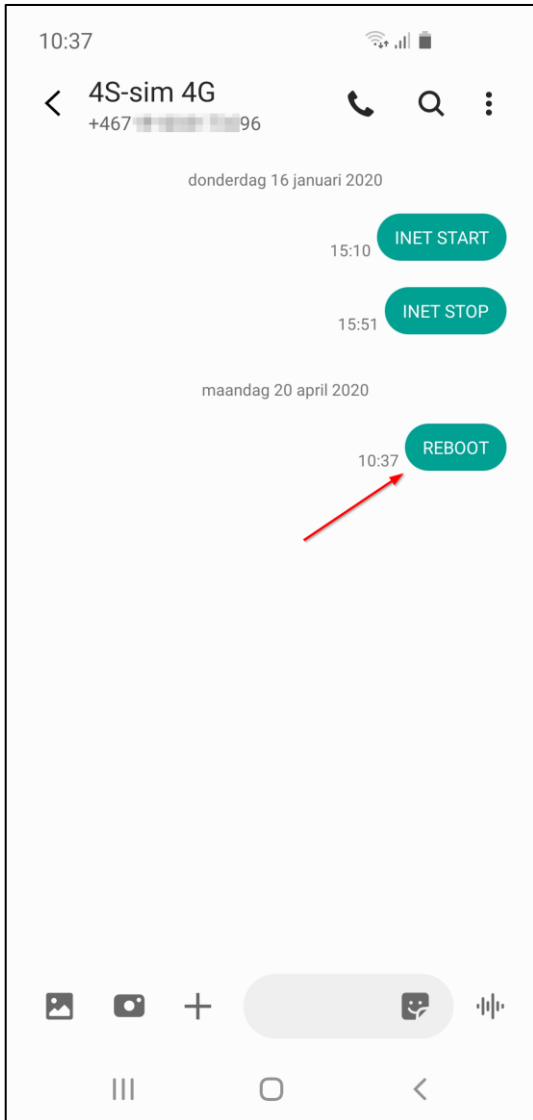 10:37
4S-sim 4G
+467 96
donderdag 16 januari 2020
INET START
15:10
INET STOP
15:51
maandag 20 april 2020
REBOOT
10:37